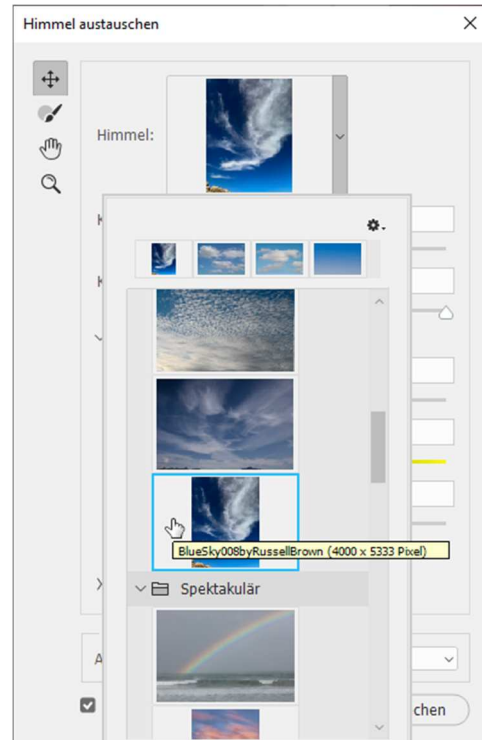 Himmel austauschen
Himmel:
K
K
BlueSky008byRussellBrown (4000 x 5333 Pixel)
Spektakulär
A
chen